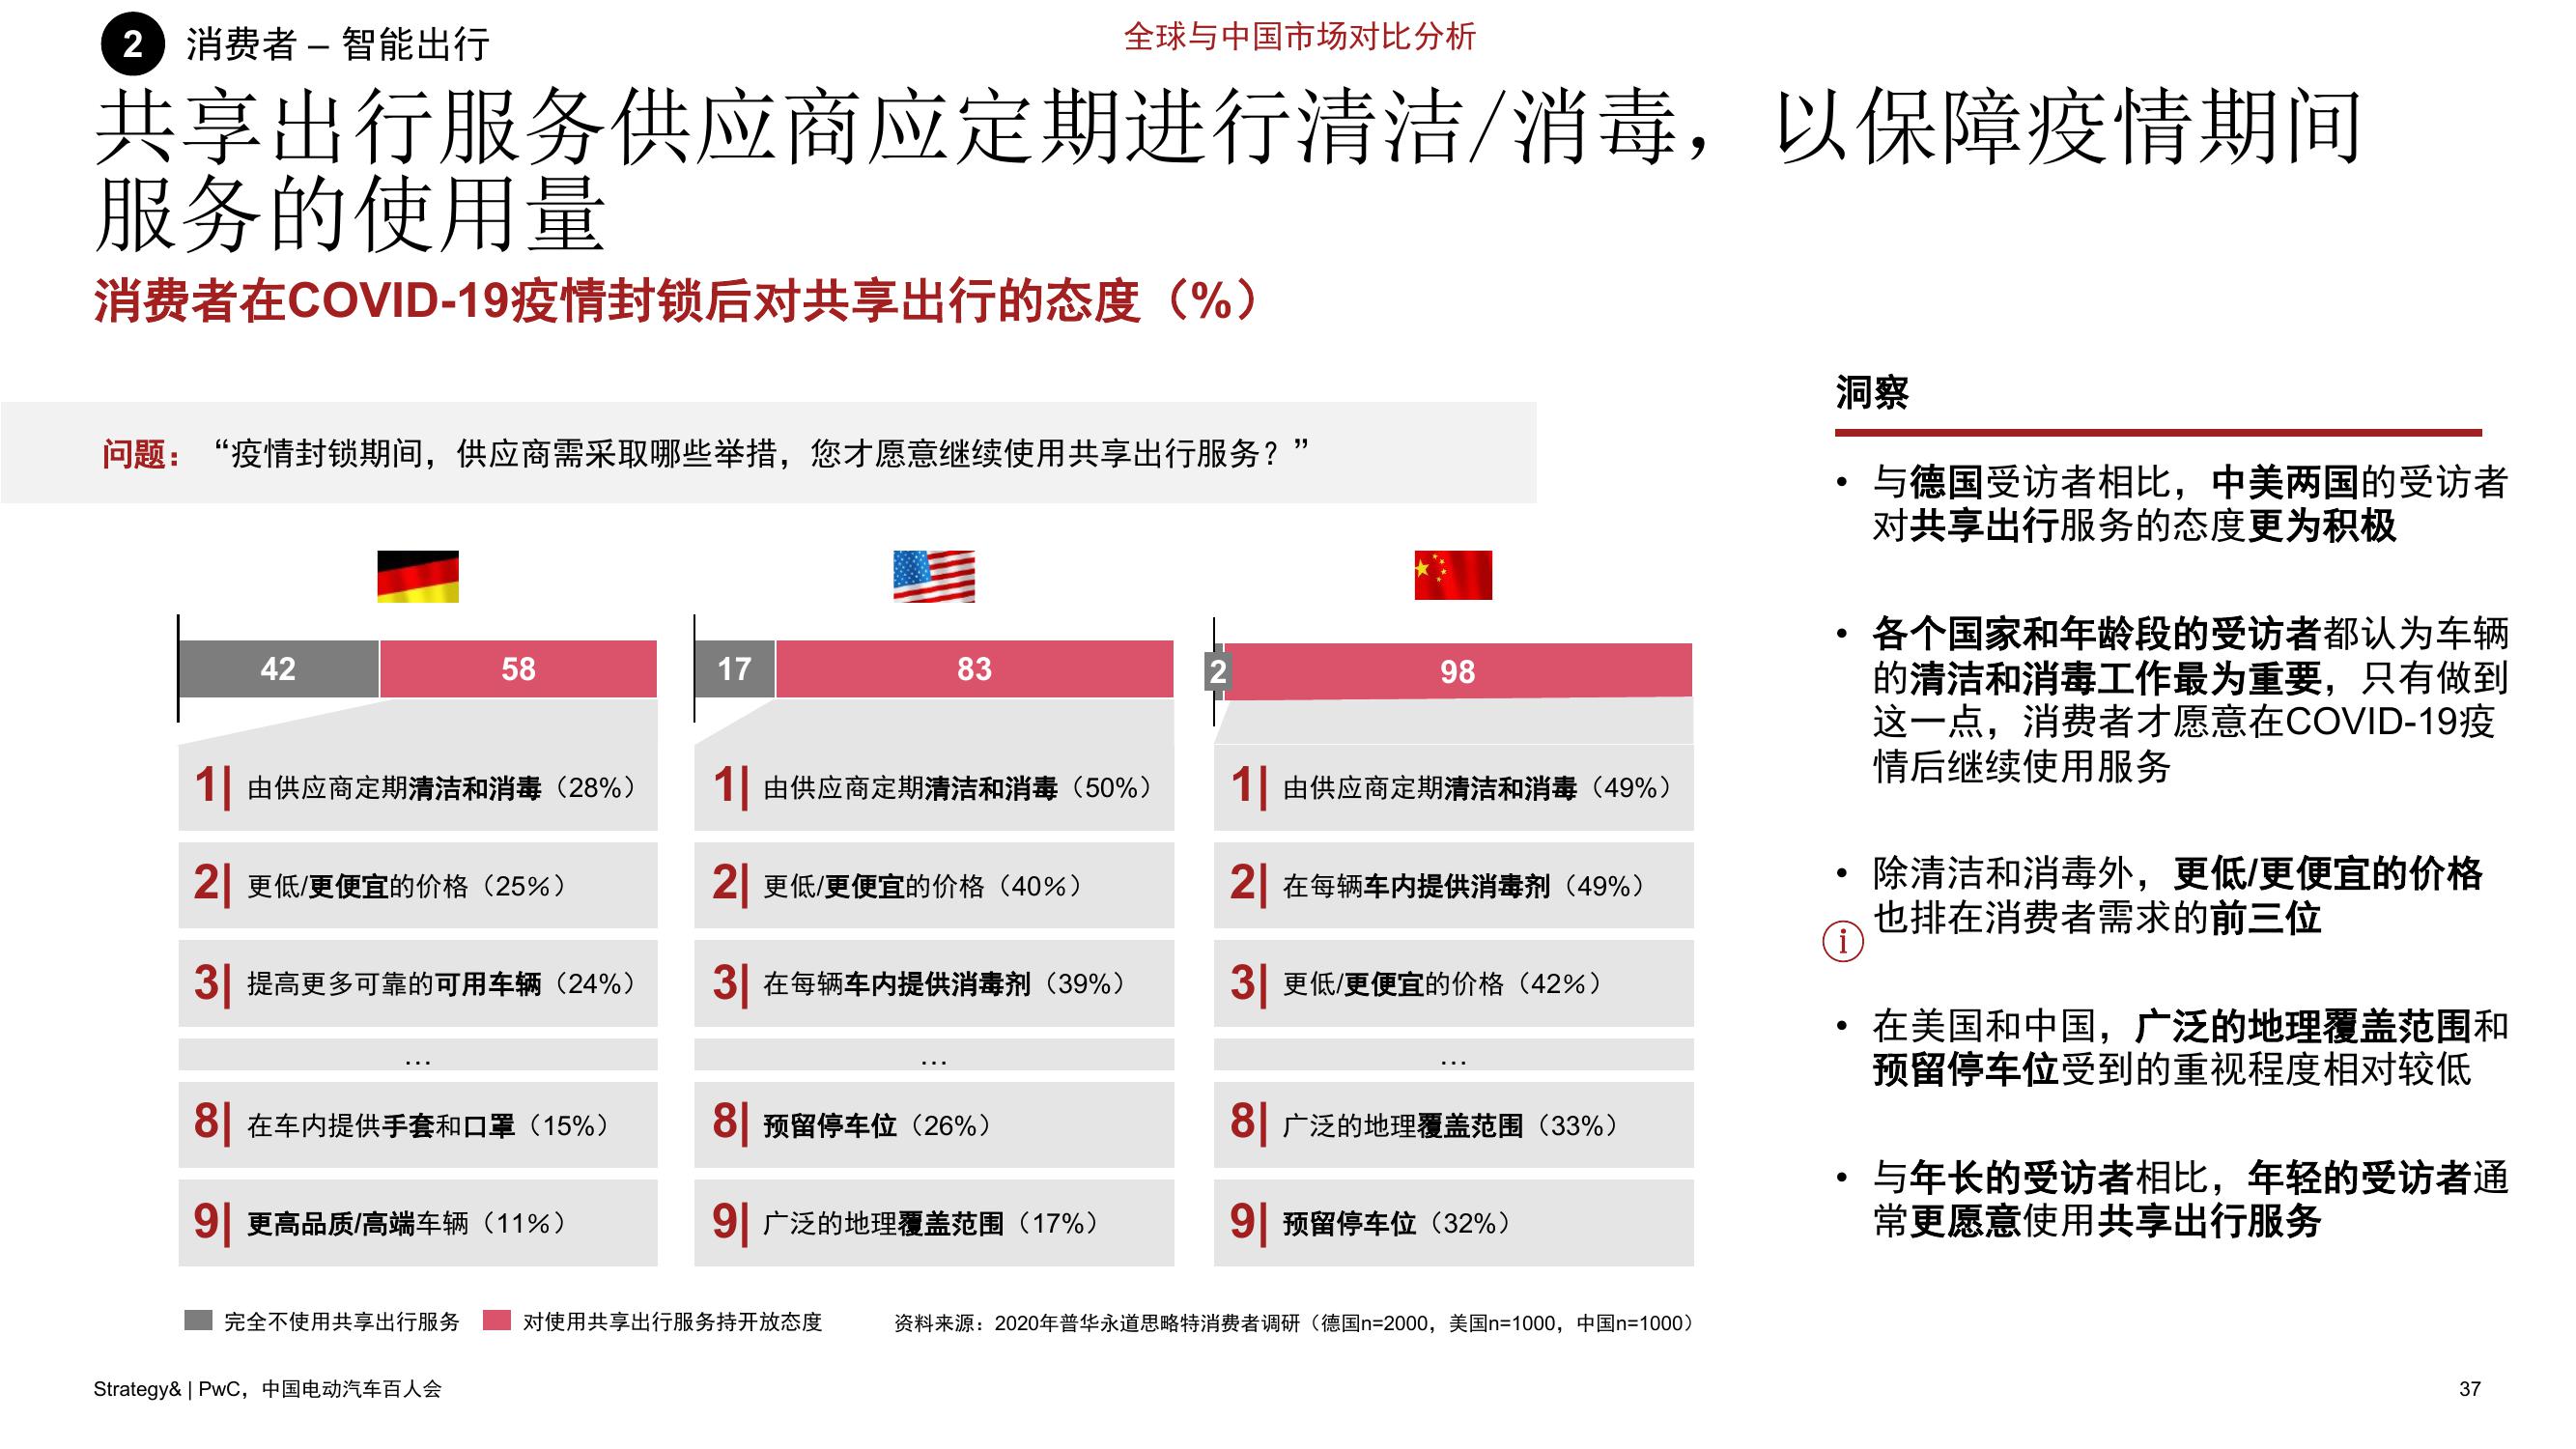 2 消费者 – 智能出行
全球与中国市场对比分析
共享出行服务供应商应定期进行清洁/消毒，以保障疫情期间
服务的使用量
消费者在COVID-19疫情封锁后对共享出行的态度（%）
问题：“疫情封锁期间，供应商需采取哪些举措，您才愿意继续使用共享出行服务？”
42 58
1| 由供应商定期清洁和消毒（28%）
2| 更低/更便宜的价格（25%）
3| 提高更多可靠的可用车辆（24%）
…
8| 在车内提供手套和口罩（15%）
9| 更高品质/高端车辆（11%）
17 83
1| 由供应商定期清洁和消毒（50%）
2| 更低/更便宜的价格（40%）
3| 在每辆车内提供消毒剂（39%）
…
8| 预留停车位（26%）
9| 广泛的地理覆盖范围（17%）
2 98
1| 由供应商定期清洁和消毒（49%）
2| 在每辆车内提供消毒剂（49%）
3| 更低/更便宜的价格（42%）
…
8| 广泛的地理覆盖范围（33%）
9| 预留停车位（32%）
完全不使用共享出行服务 对使用共享出行服务持开放态度
资料来源：2020年普华永道思略特消费者调研（德国n=2000，美国n=1000，中国n=1000）
洞察
• 与德国受访者相比，中美两国的受访者
对共享出行服务的态度更为积极
• 各个国家和年龄段的受访者都认为车辆
的清洁和消毒工作最为重要，只有做到
这一点，消费者才愿意在COVID-19疫
情后继续使用服务
• 除清洁和消毒外，更低/更便宜的价格
也排在消费者需求的前三位
i
• 在美国和中国，广泛的地理覆盖范围和
预留停车位受到的重视程度相对较低
• 与年长的受访者相比，年轻的受访者通
常更愿意使用共享出行服务
Strategy& | PwC，中国电动汽车百人会
37